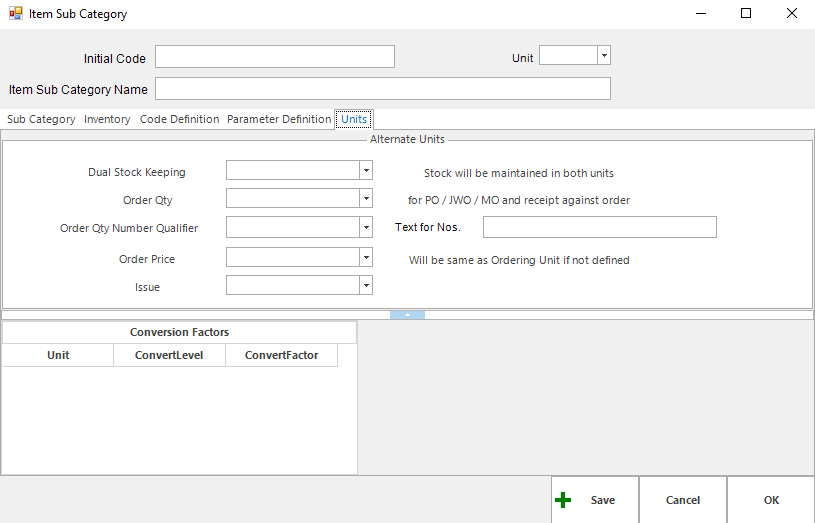 Item Sub Category
Initial Code
Unit
Item Sub Category Name
Sub Category Inventory Code Definition Parameter Definition Units
Alternate Units
Dual Stock Keeping
Stock will be maintained in both units
Order Qty
for PO / JWO / MO and receipt against order
Order Qty Number Qualifier
Text for Nos.
Order Price
Will be same as Ordering Unit if not defined
Issue
Conversion Factors
Unit ConvertLevel ConvertFactor
Save Cancel OK